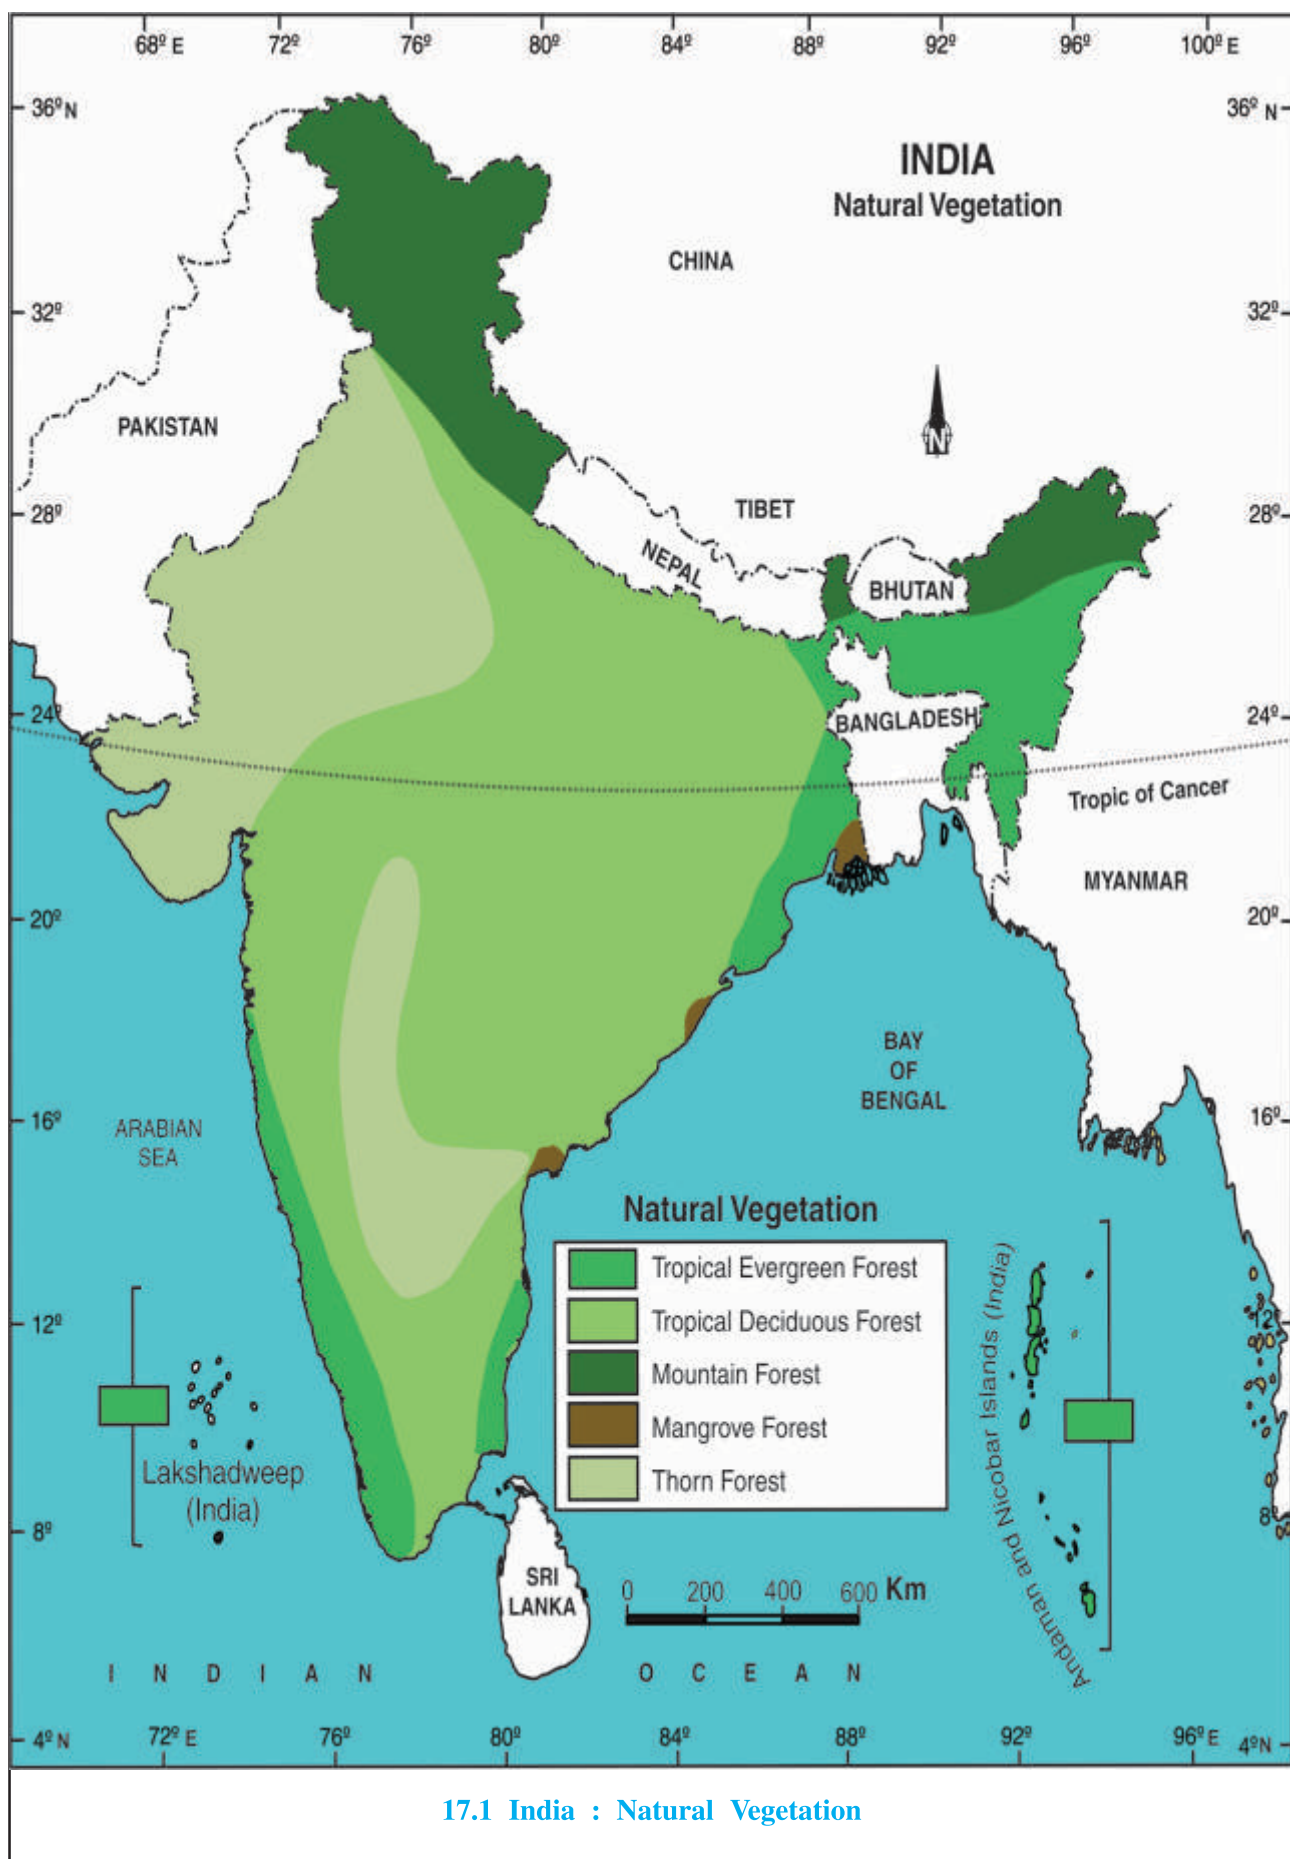 68º E 72º 76º 80º 84º 88º 92º 96º 100º E
36º N 36º N
INDIA
Natural Vegetation
CHINA
32º 32º
PAKISTAN
N
TIBET
28º 28º
NEPAL
BHUTAN
24º 24º
BANGLADESH
Tropic of Cancer
MYANMAR
20º 20º
BAY
OF
BENGAL
16º 16º
ARABIAN
SEA
Natural Vegetation
Tropical Evergreen Forest
Tropical Deciduous Forest
Mountain Forest
Mangrove Forest
Thorn Forest
12º 12º
Lakshadweep
(India)
Andaman and Nicobar Islands (India)
8º 8º
SRI
LANKA
0 200 400 600 Km
INDIAN OCEAN
4º N 72º E 76º 80º 84º 88º 92º 96º E 4º N
17.1 India : Natural Vegetation